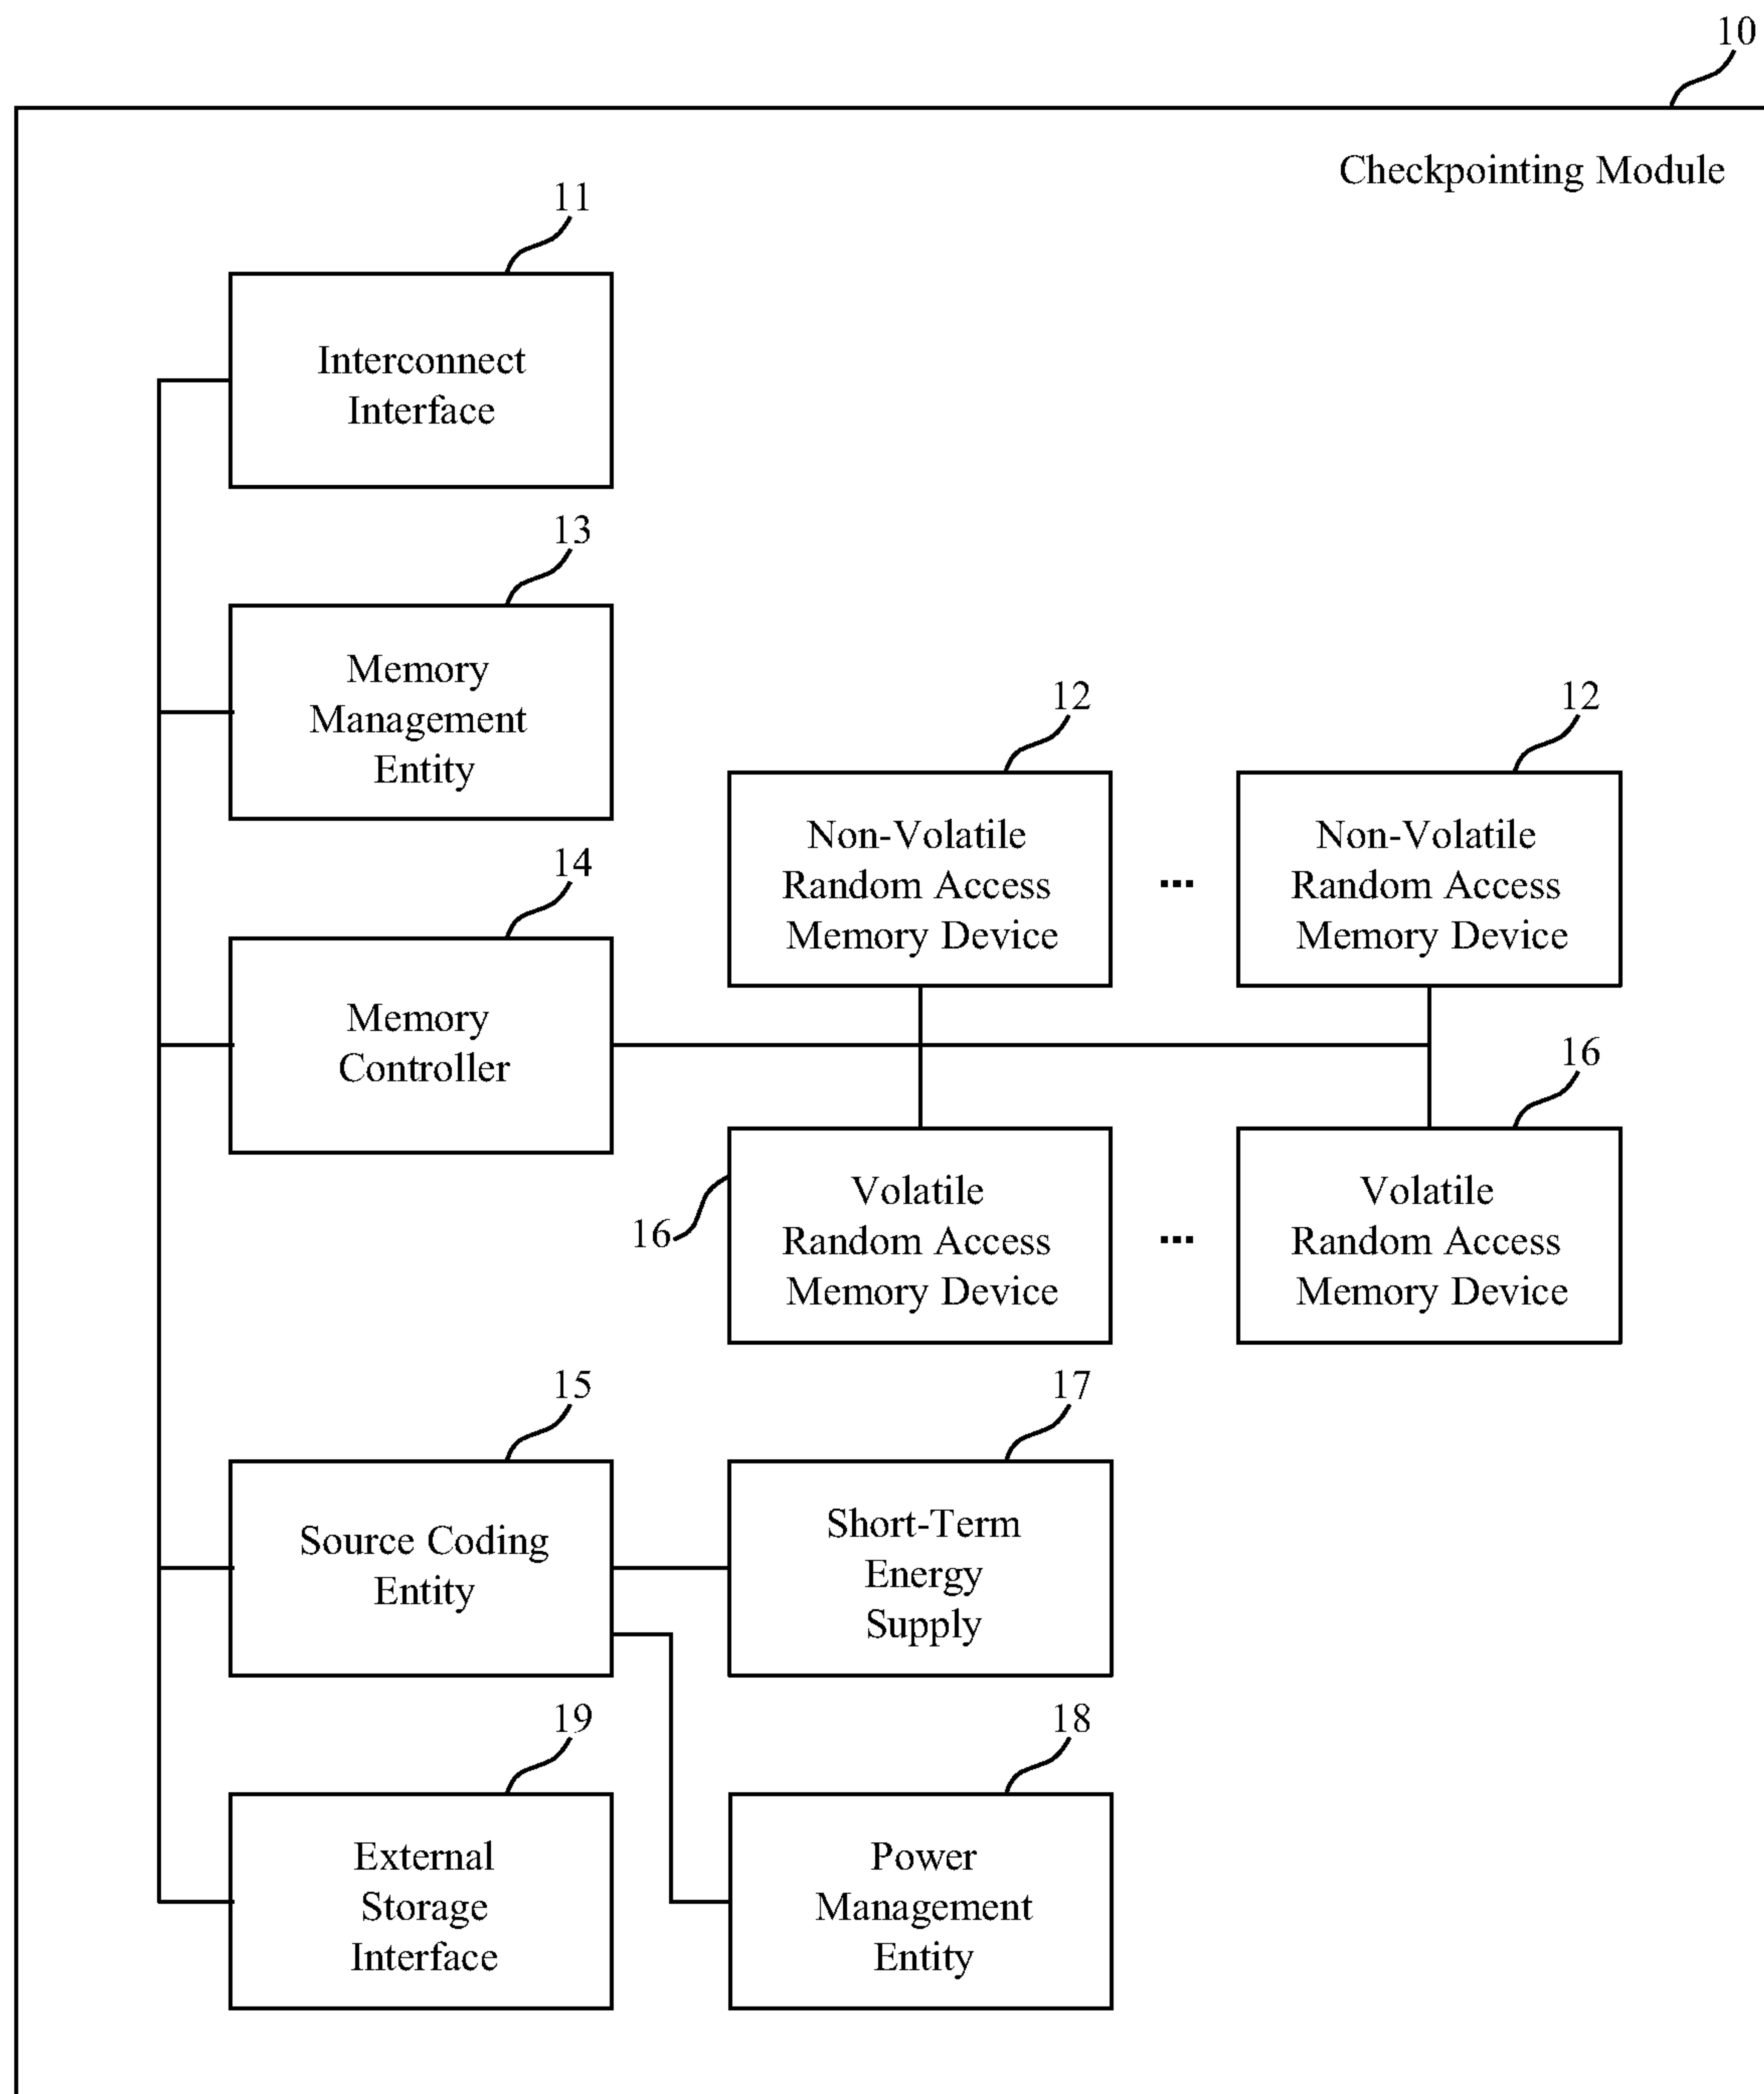 10
Checkpointing Module
11
Interconnect
Interface
13
Memory
Management
Entity
12
Non-Volatile
Random Access
Memory Device
...
12
Non-Volatile
Random Access
Memory Device
14
Memory
Controller
16
Volatile
Random Access
Memory Device
...
16
Volatile
Random Access
Memory Device
15
Source Coding
Entity
17
Short-Term
Energy
Supply
19
External
Storage
Interface
18
Power
Management
Entity